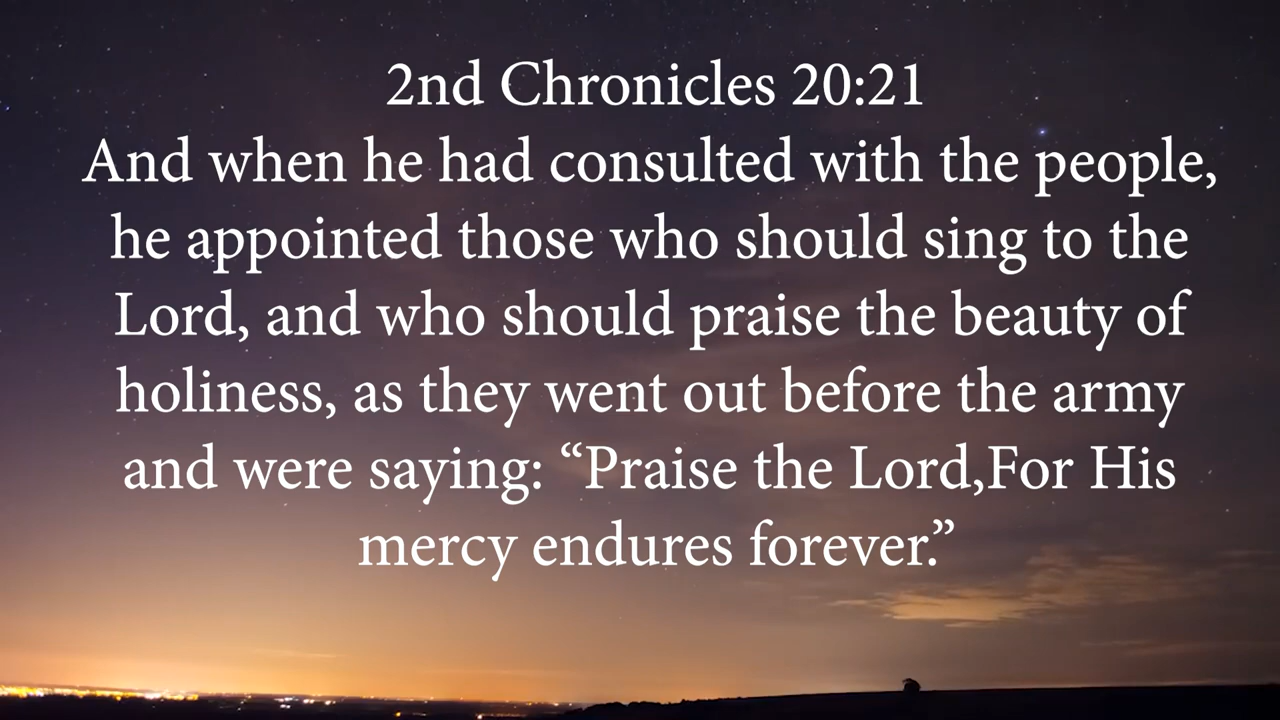 2nd Chronicles 20:21
And when he had consulted with the people,
he appointed those who should sing to the
Lord, and who should praise the beauty of
holiness, as they went out before the army
and were saying: “Praise the Lord,For His
mercy endures forever.”